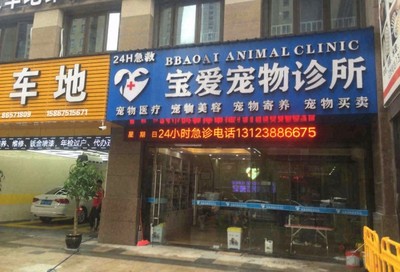 24H急救
BBAOAI ANIMAL CLINIC
宝爱宠物诊所
宠物医疗 宠物美容 宠物寄养 宠物买卖
24小时急诊电话13123886675
车地
15887515671